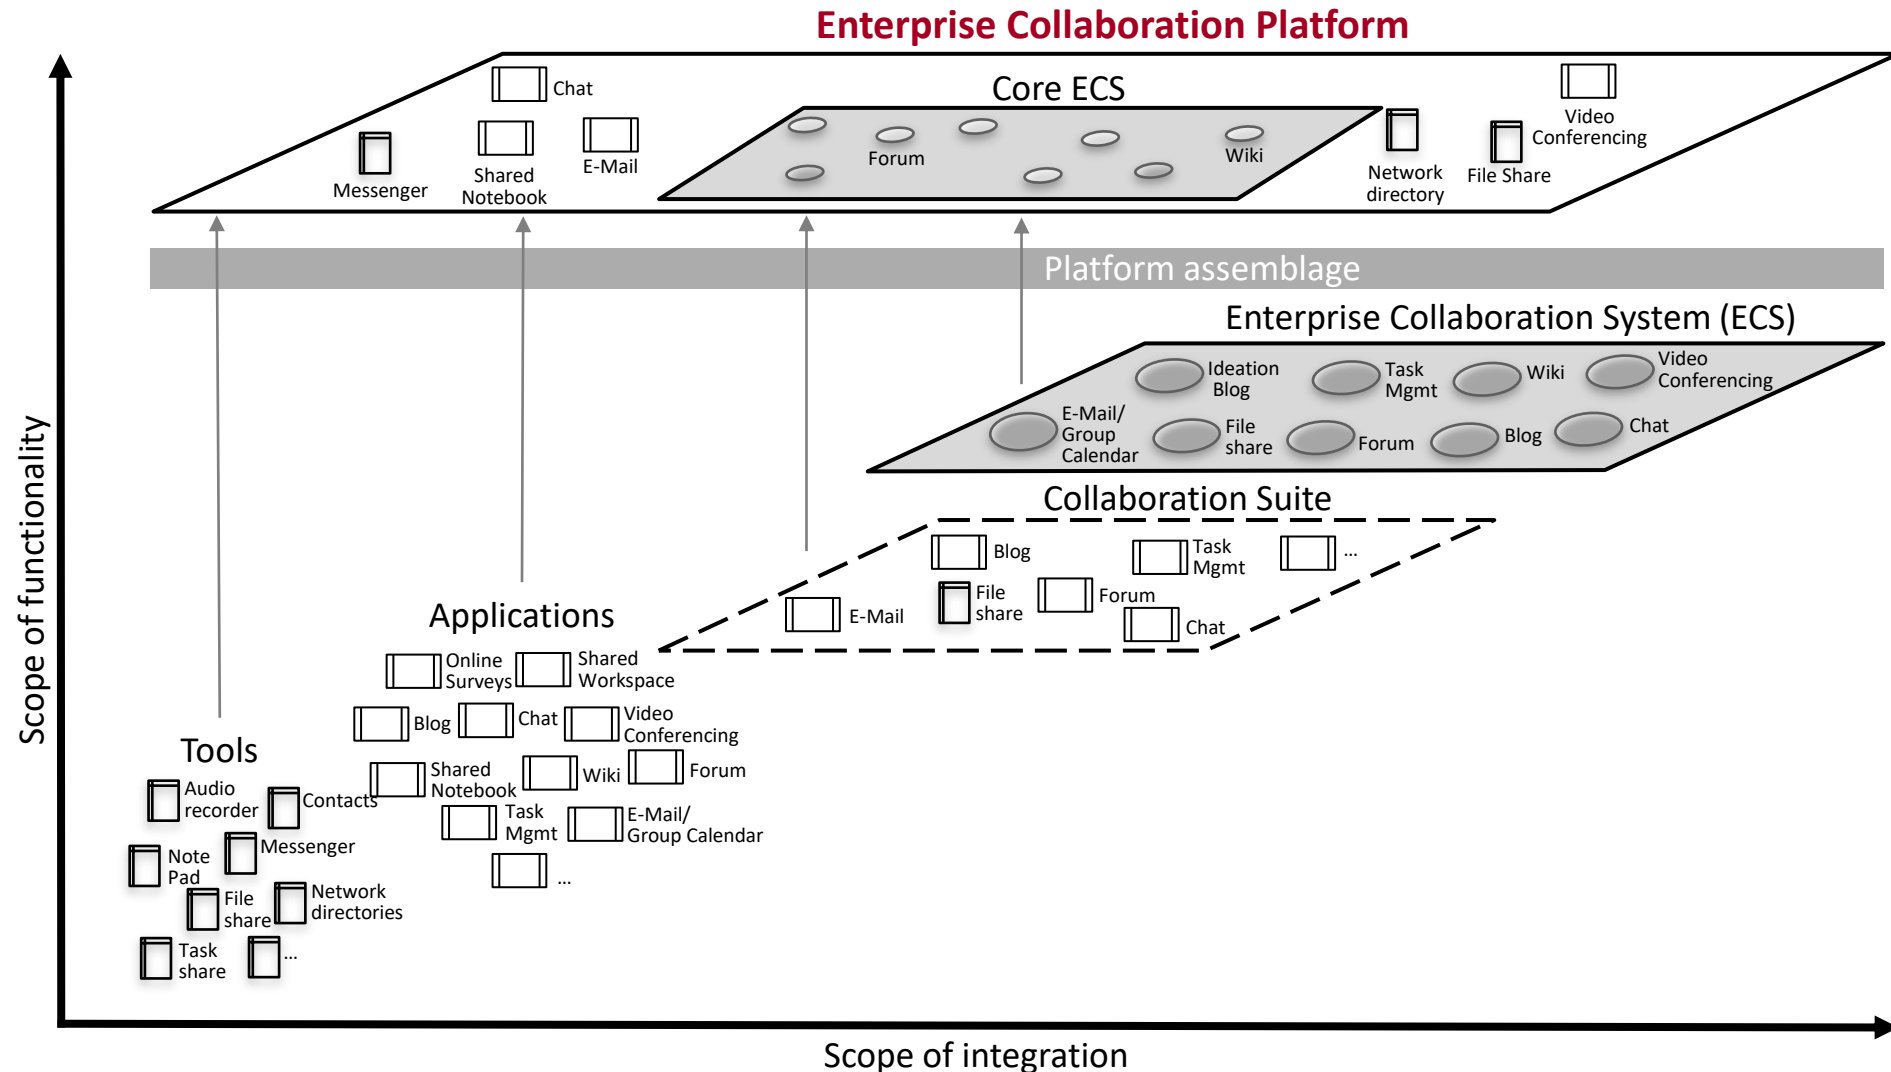 Enterprise Collaboration Platform
Core ECS
Chat
Messenger
Shared
Notebook
E-Mail
Forum
Wiki
Network
directory
File Share
Video
Conferencing
Platform assemblage
Enterprise Collaboration System (ECS)
Ideation
Blog
Task
Mgmt
Wiki
Video
Conferencing
E-Mail/
Group
Calendar
File
share
Forum
Blog
Chat
Collaboration Suite
Blog
Task
Mgmt
...
E-Mail
File
share
Forum
Chat
Applications
Online
Surveys
Shared
Workspace
Blog
Chat
Video
Conferencing
Shared
Notebook
Wiki
Forum
Task
Mgmt
E-Mail/
Group Calendar
...
Tools
Audio
recorder
Contacts
Note
Pad
Messenger
File
share
Network
directories
Task
share
...
Scope of functionality
Scope of integration